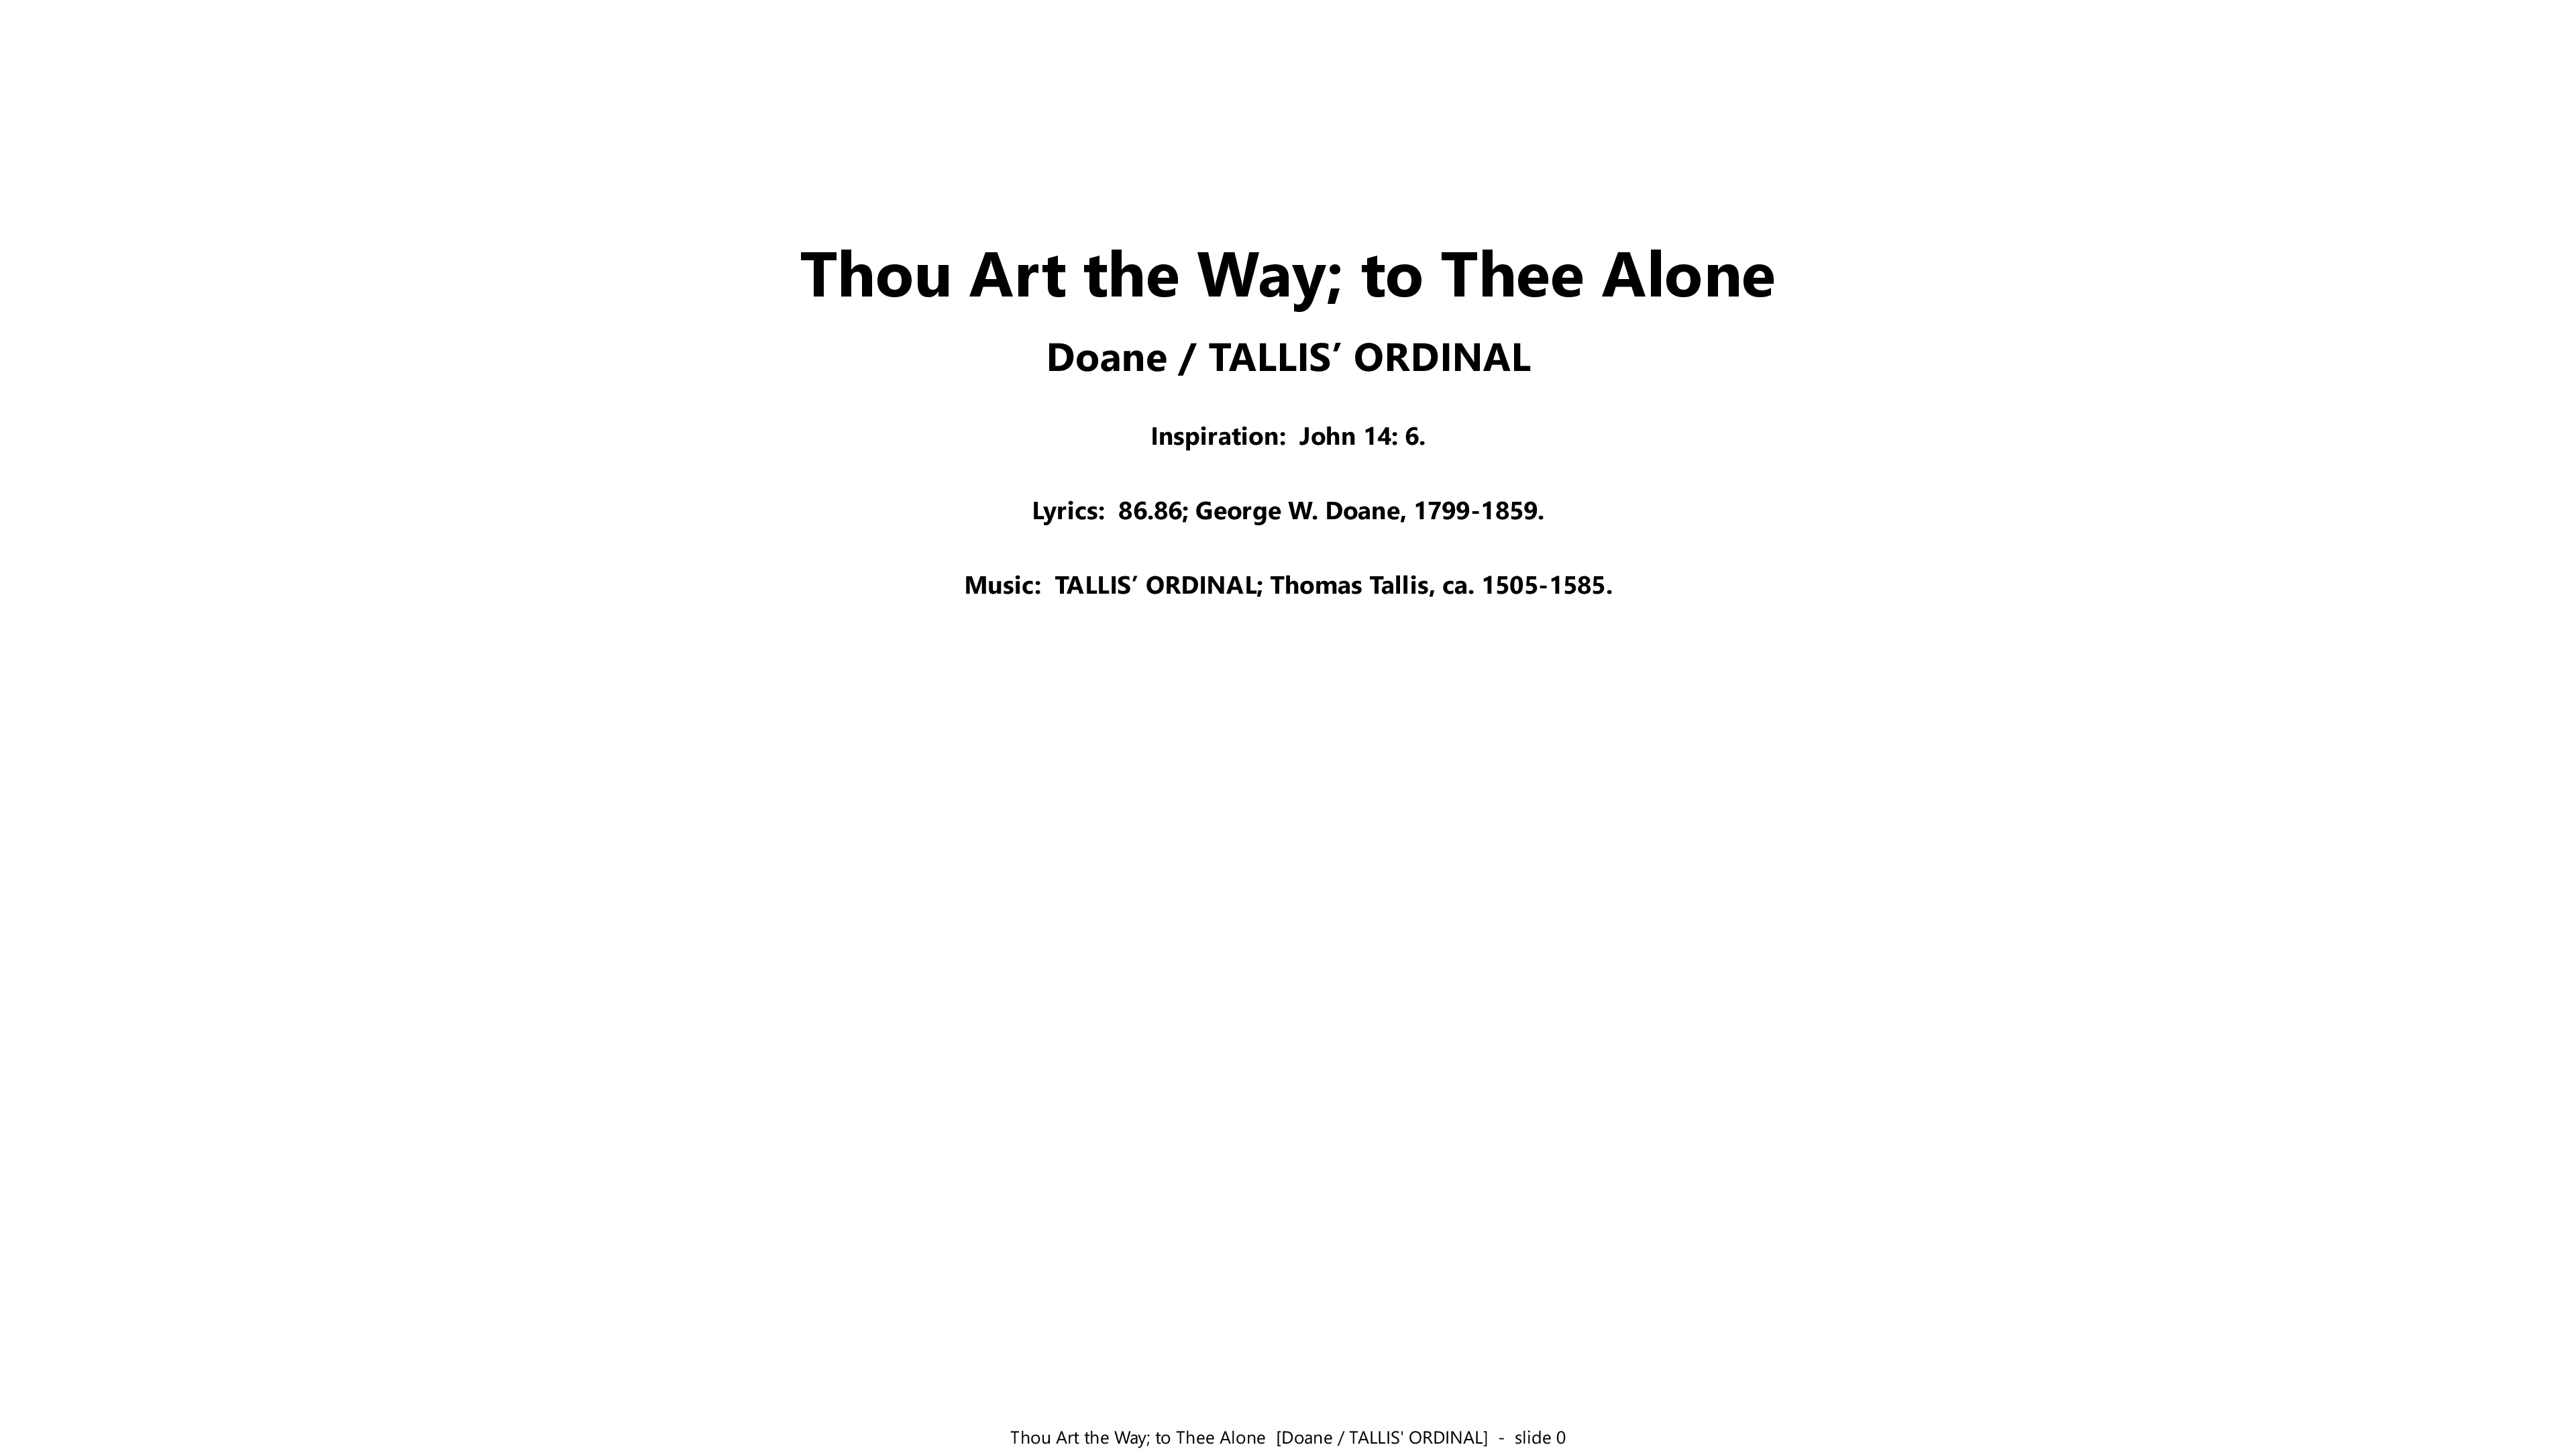 Thou Art the Way; to Thee Alone
Doane / TALLIS’ ORDINAL
Inspiration:  John 14: 6.
Lyrics:  86.86; George W. Doane, 1799-1859.
Music:  TALLIS’ ORDINAL; Thomas Tallis, ca. 1505-1585.
Thou Art the Way; to Thee Alone  [Doane / TALLIS' ORDINAL]  -  slide 0